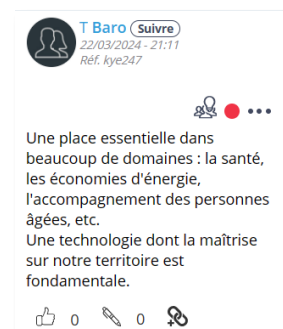 T Baro Suivre
22/03/2024 - 21:11
Réf. kye247
Une place essentielle dans
beaucoup de domaines : la santé,
les économies d'énergie,
l'accompagnement des personnes
âgées, etc.
Une technologie dont la maîtrise
sur notre territoire est
fondamentale.
0 0